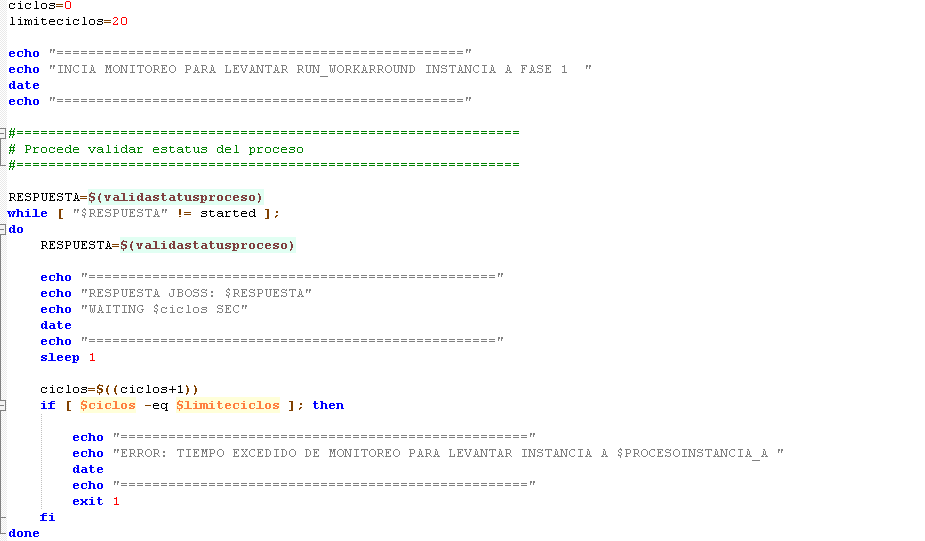 ciclos=0
limiteciclos=20
echo "==================================================="
echo "INCIA MONITOREO PARA LEVANTAR RUN_WORKARROUND INSTANCIA A FASE 1  "
date
echo "==================================================="
#===============================================================
# Procede validar estatus del proceso
#===============================================================
RESPUESTA=$(validastatusproceso)
while [ "$RESPUESTA" != started ];
do
    RESPUESTA=$(validastatusproceso)
    echo "==================================================="
    echo "RESPUESTA JBOSS: $RESPUESTA"
    echo "WAITING $ciclos SEC"
    date
    echo "==================================================="
    sleep 1
    ciclos=$((ciclos+1))
    if [ $ciclos -eq $limiteciclos ]; then
        echo "==================================================="
        echo "ERROR: TIEMPO EXCEDIDO DE MONITOREO PARA LEVANTAR INSTANCIA A $PROCESOINSTANCIA_A "
        date
        echo "==================================================="
        exit 1
    fi
done